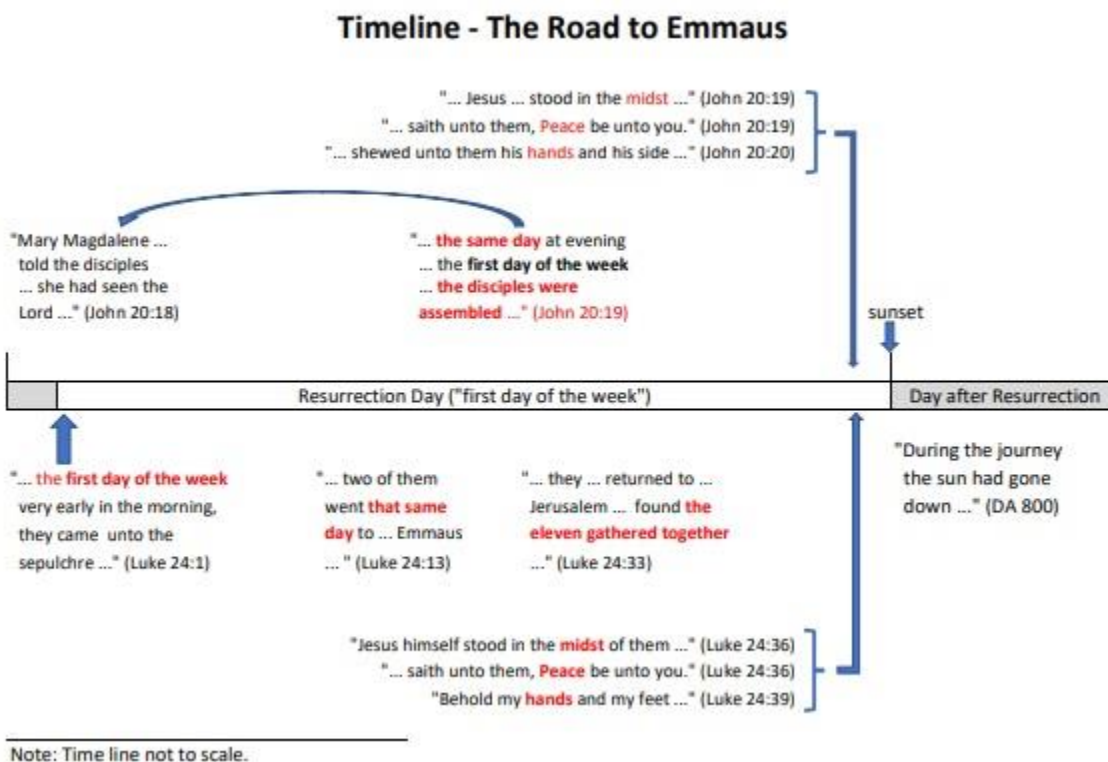 Timeline - The Road to Emmaus
"... Jesus ... stood in the midst ..." (John 20:19)
"... saith unto them, Peace be unto you." (John 20:19)
"... shewed unto them his hands and his side ..." (John 20:20)
"Mary Magdalene ...
told the disciples
... she had seen the
Lord ..." (John 20:18)
"... the same day at evening
... the first day of the week
... the disciples were
assembled ..." (John 20:19)
sunset
Resurrection Day ("first day of the week")
Day after Resurrection
"... the first day of the week
very early in the morning,
they came unto the
sepulchre ..." (Luke 24:1)
"... two of them
went that same
day to ... Emmaus
... " (Luke 24:13)
"... they ... returned to ...
Jerusalem ... found the
eleven gathered together
..." (Luke 24:33)
"During the journey
the sun had gone
down ..." (DA 800)
"Jesus himself stood in the midst of them ..." (Luke 24:36)
"... saith unto them, Peace be unto you." (Luke 24:36)
"Behold my hands and my feet ..." (Luke 24:39)
Note: Time line not to scale.